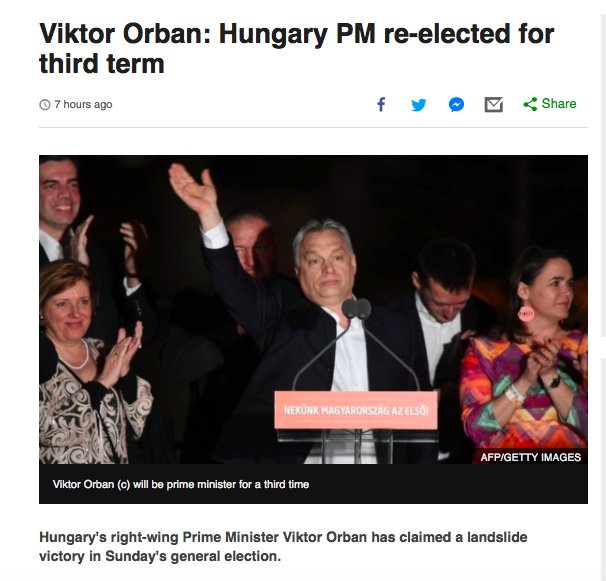 Viktor Orban: Hungary PM re-elected for
third term
7 hours ago
Share
NEKÜNK MAGYARORSZÁG AZ ELSŐ!
AFP/GETTY IMAGES
Viktor Orban (c) will be prime minister for a third time
Hungary's right-wing Prime Minister Viktor Orban has claimed a landslide
victory in Sunday's general election.